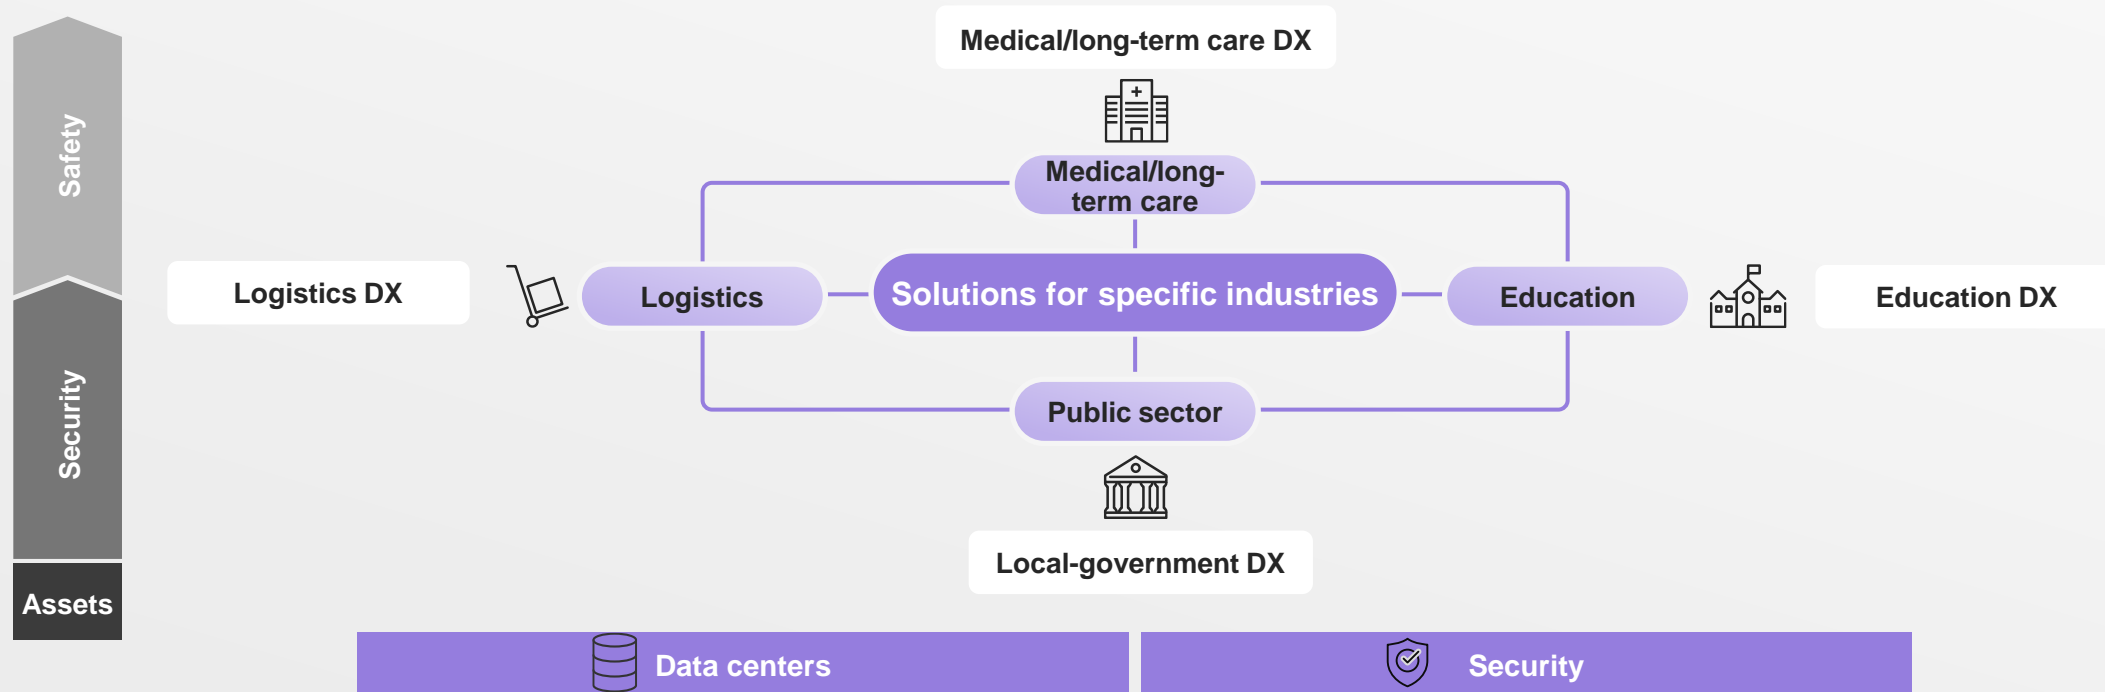 Medical/long-term care DX
Safety
Medical/long-
term care
Logistics DX
Logistics
Solutions for specific industries
Education
Education DX
Security
Public sector
Local-government DX
Assets
Data centers
Security